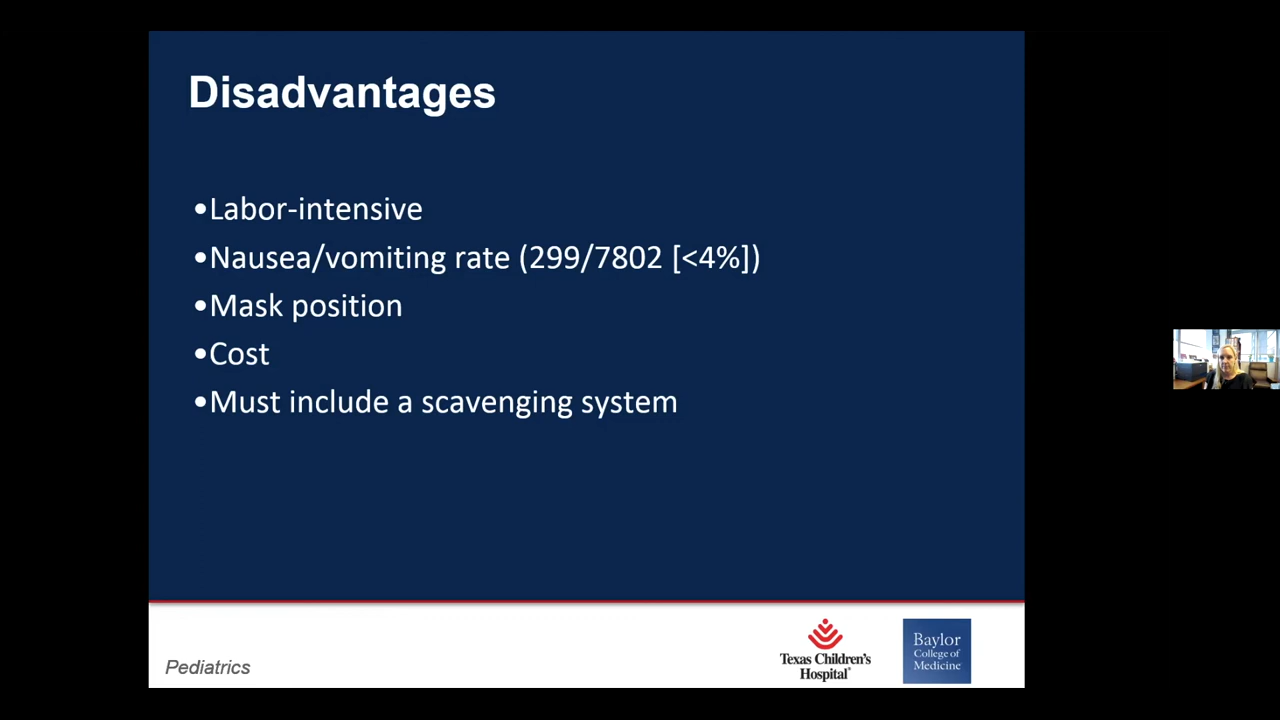 Disadvantages
•Labor-intensive
•Nausea/vomiting rate (299/7802 [<4%])
•Mask position
•Cost
•Must include a scavenging system
Pediatrics
Texas Children's
Hospital®
Baylor
College of
Medicine